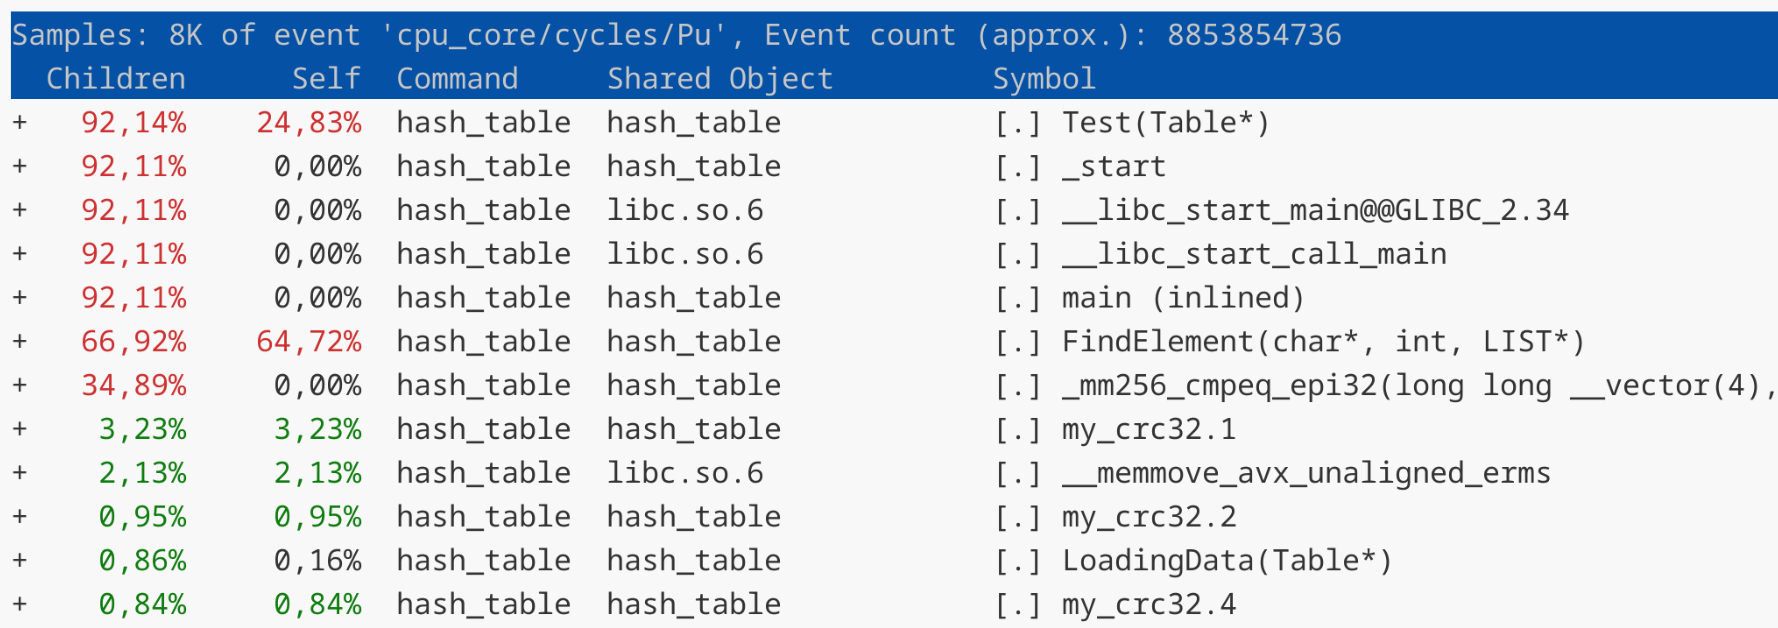 Samples: 8K of event 'cpu_core/cycles/Pu', Event count (approx.): 8853854736
Children Self Command Shared Object Symbol
+ 92,14% 24,83% hash_table hash_table [.] Test(Table*)
+ 92,11% 0,00% hash_table hash_table [.] _start
+ 92,11% 0,00% hash_table libc.so.6 [.] __libc_start_main@@GLIBC_2.34
+ 92,11% 0,00% hash_table libc.so.6 [.] __libc_start_call_main
+ 92,11% 0,00% hash_table hash_table [.] main (inlined)
+ 66,92% 64,72% hash_table hash_table [.] FindElement(char*, int, LIST*)
+ 34,89% 0,00% hash_table hash_table [.] _mm256_cmpeq_epi32(long long __vector(4),
+ 3,23% 3,23% hash_table hash_table [.] my_crc32.1
+ 2,13% 2,13% hash_table libc.so.6 [.] __memmove_avx_unaligned_erms
+ 0,95% 0,95% hash_table hash_table [.] my_crc32.2
+ 0,86% 0,16% hash_table hash_table [.] LoadingData(Table*)
+ 0,84% 0,84% hash_table hash_table [.] my_crc32.4